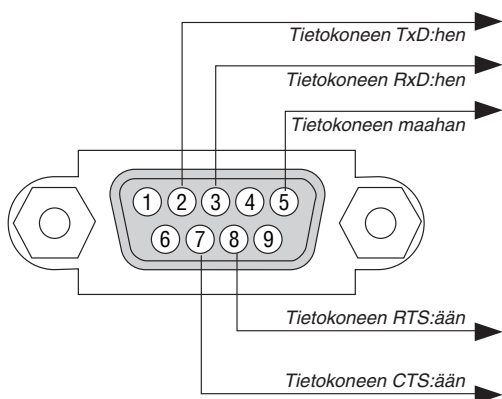 Tietokoneen TxD:hen
Tietokoneen RxD:hen
Tietokoneen maahan
1 2 3 4 5
6 7 8 9
Tietokoneen RTS:ään
Tietokoneen CTS:ään